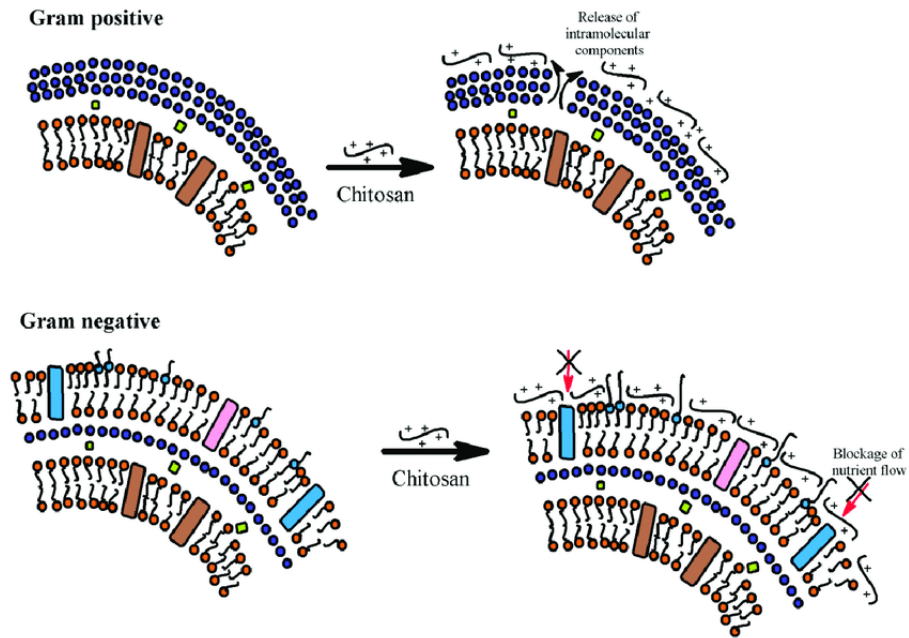 Gram positive
Release of
intramolecular
components
+ +
+ +
+ + +
+ +
+ +
+ +
+ +
+ +
Chitosan
Gram negative
+ +
+ +
+ +
+ +
+ + +
+ +
+ +
+ +
+ +
+ +
Chitosan
Blockage of
nutrient flow